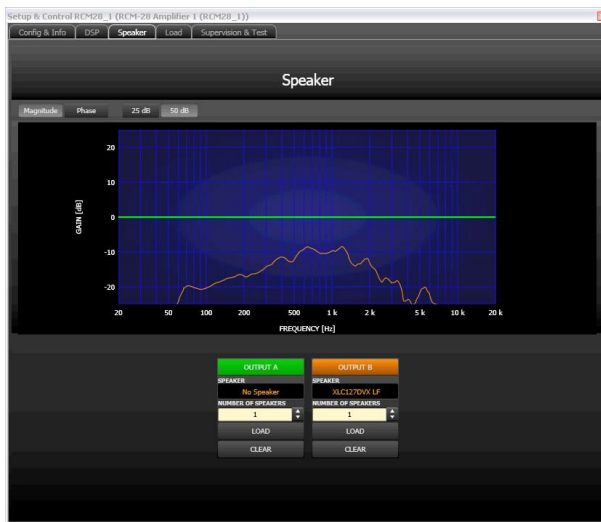 Setup & Control RCM28_1 (RCM-28 Amplifier 1 (RCM28_1))
Config & Info DSP Speaker Load Supervision & Test
Speaker
Magnitude Phase 25 dB 50 dB
20
10
0
-10
-20
GAIN [dB]
20 50 100 200 500 1 k 2 k 5 k 10 k 20 k
FREQUENCY [Hz]
OUTPUT A OUTPUT B
SPEAKER SPEAKER
No Speaker XLC127DVX LF
NUMBER OF SPEAKERS NUMBER OF SPEAKERS
1 1
LOAD LOAD
CLEAR CLEAR